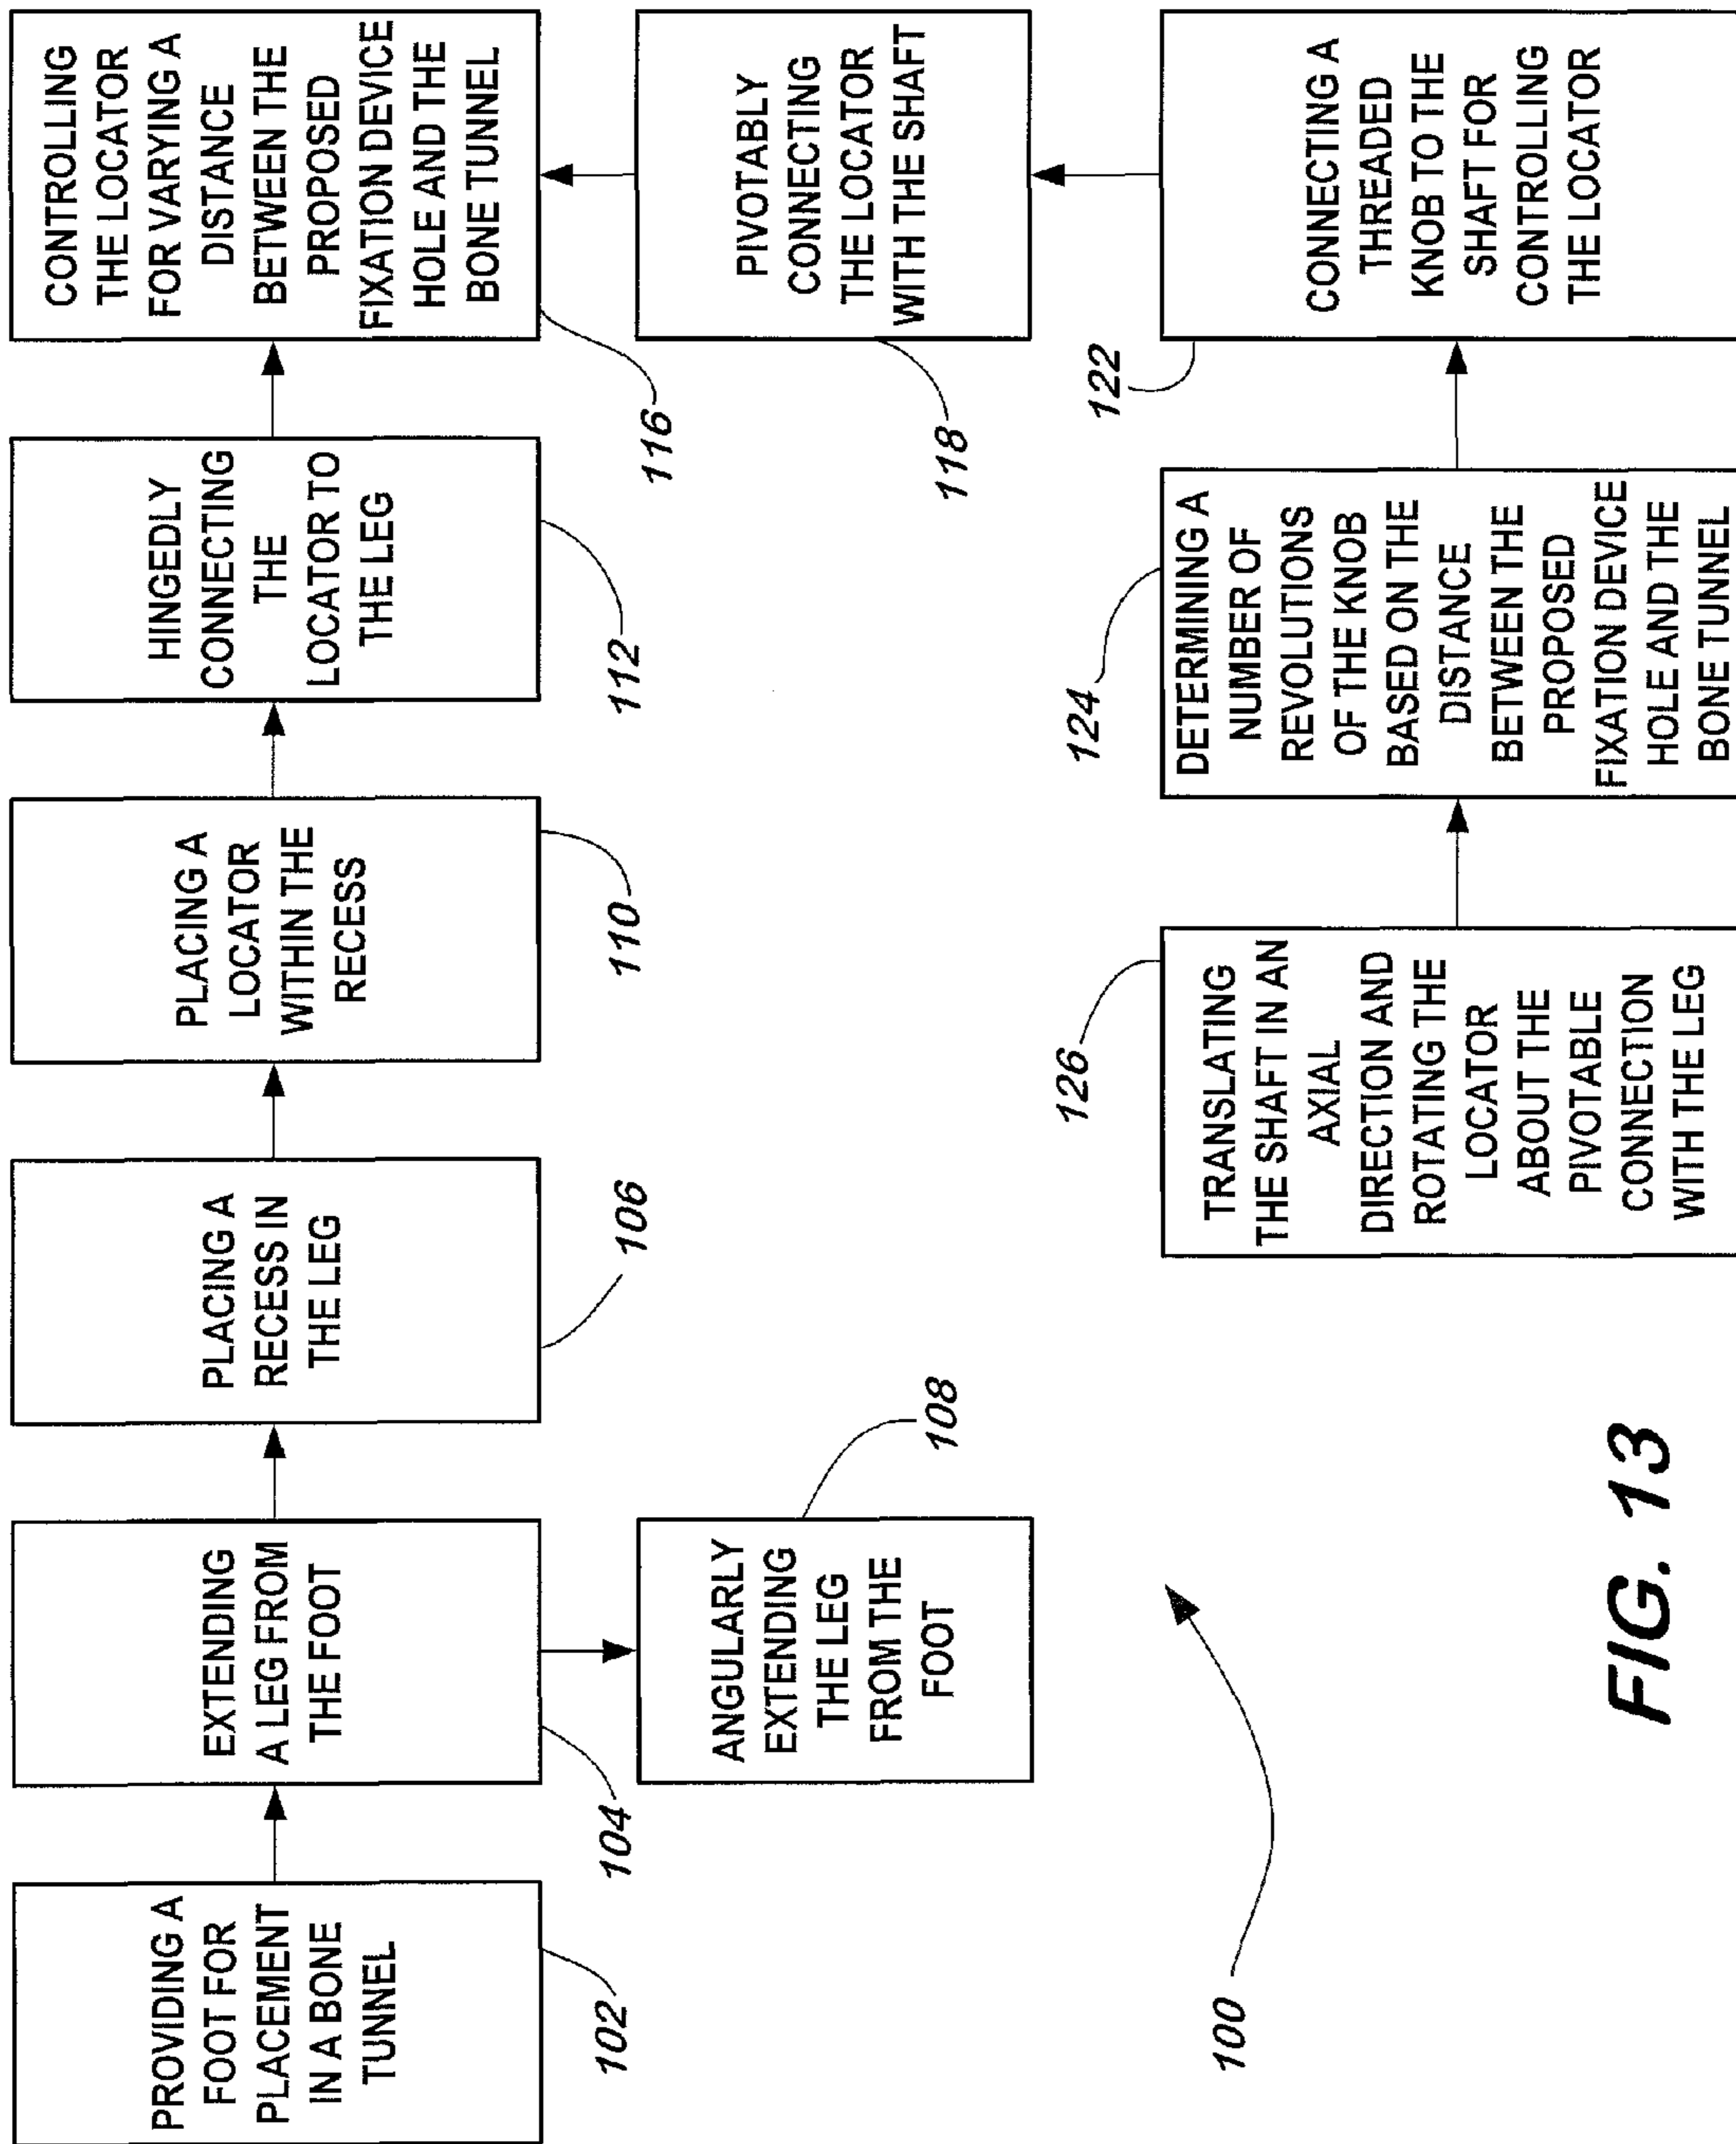 PROVIDING A
FOOT FOR
PLACEMENT
IN A BONE
TUNNEL
102
EXTENDING
A LEG FROM
THE FOOT
104
ANGULARLY
EXTENDING
THE LEG
FROM THE
FOOT
108
PLACING A
RECESS IN
THE LEG
106
PLACING A
LOCATOR
WITHIN THE
RECESS
110
HINGEDLY
CONNECTING
THE
LOCATOR TO
THE LEG
112
CONTROLLING
THE LOCATOR
FOR VARYING A
DISTANCE
BETWEEN THE
PROPOSED
FIXATION DEVICE
HOLE AND THE
BONE TUNNEL
116
PIVOTABLY
CONNECTING
THE LOCATOR
WITH THE SHAFT
118
122
CONNECTING A
THREADED
KNOB TO THE
SHAFT FOR
CONTROLLING
THE LOCATOR
124
DETERMINING A
NUMBER OF
REVOLUTIONS
OF THE KNOB
BASED ON THE
DISTANCE
BETWEEN THE
PROPOSED
FIXATION DEVICE
HOLE AND THE
BONE TUNNEL
126
TRANSLATING
THE SHAFT IN AN
AXIAL
DIRECTION AND
ROTATING THE
LOCATOR
ABOUT THE
PIVOTABLE
CONNECTION
WITH THE LEG
100
FIG. 13